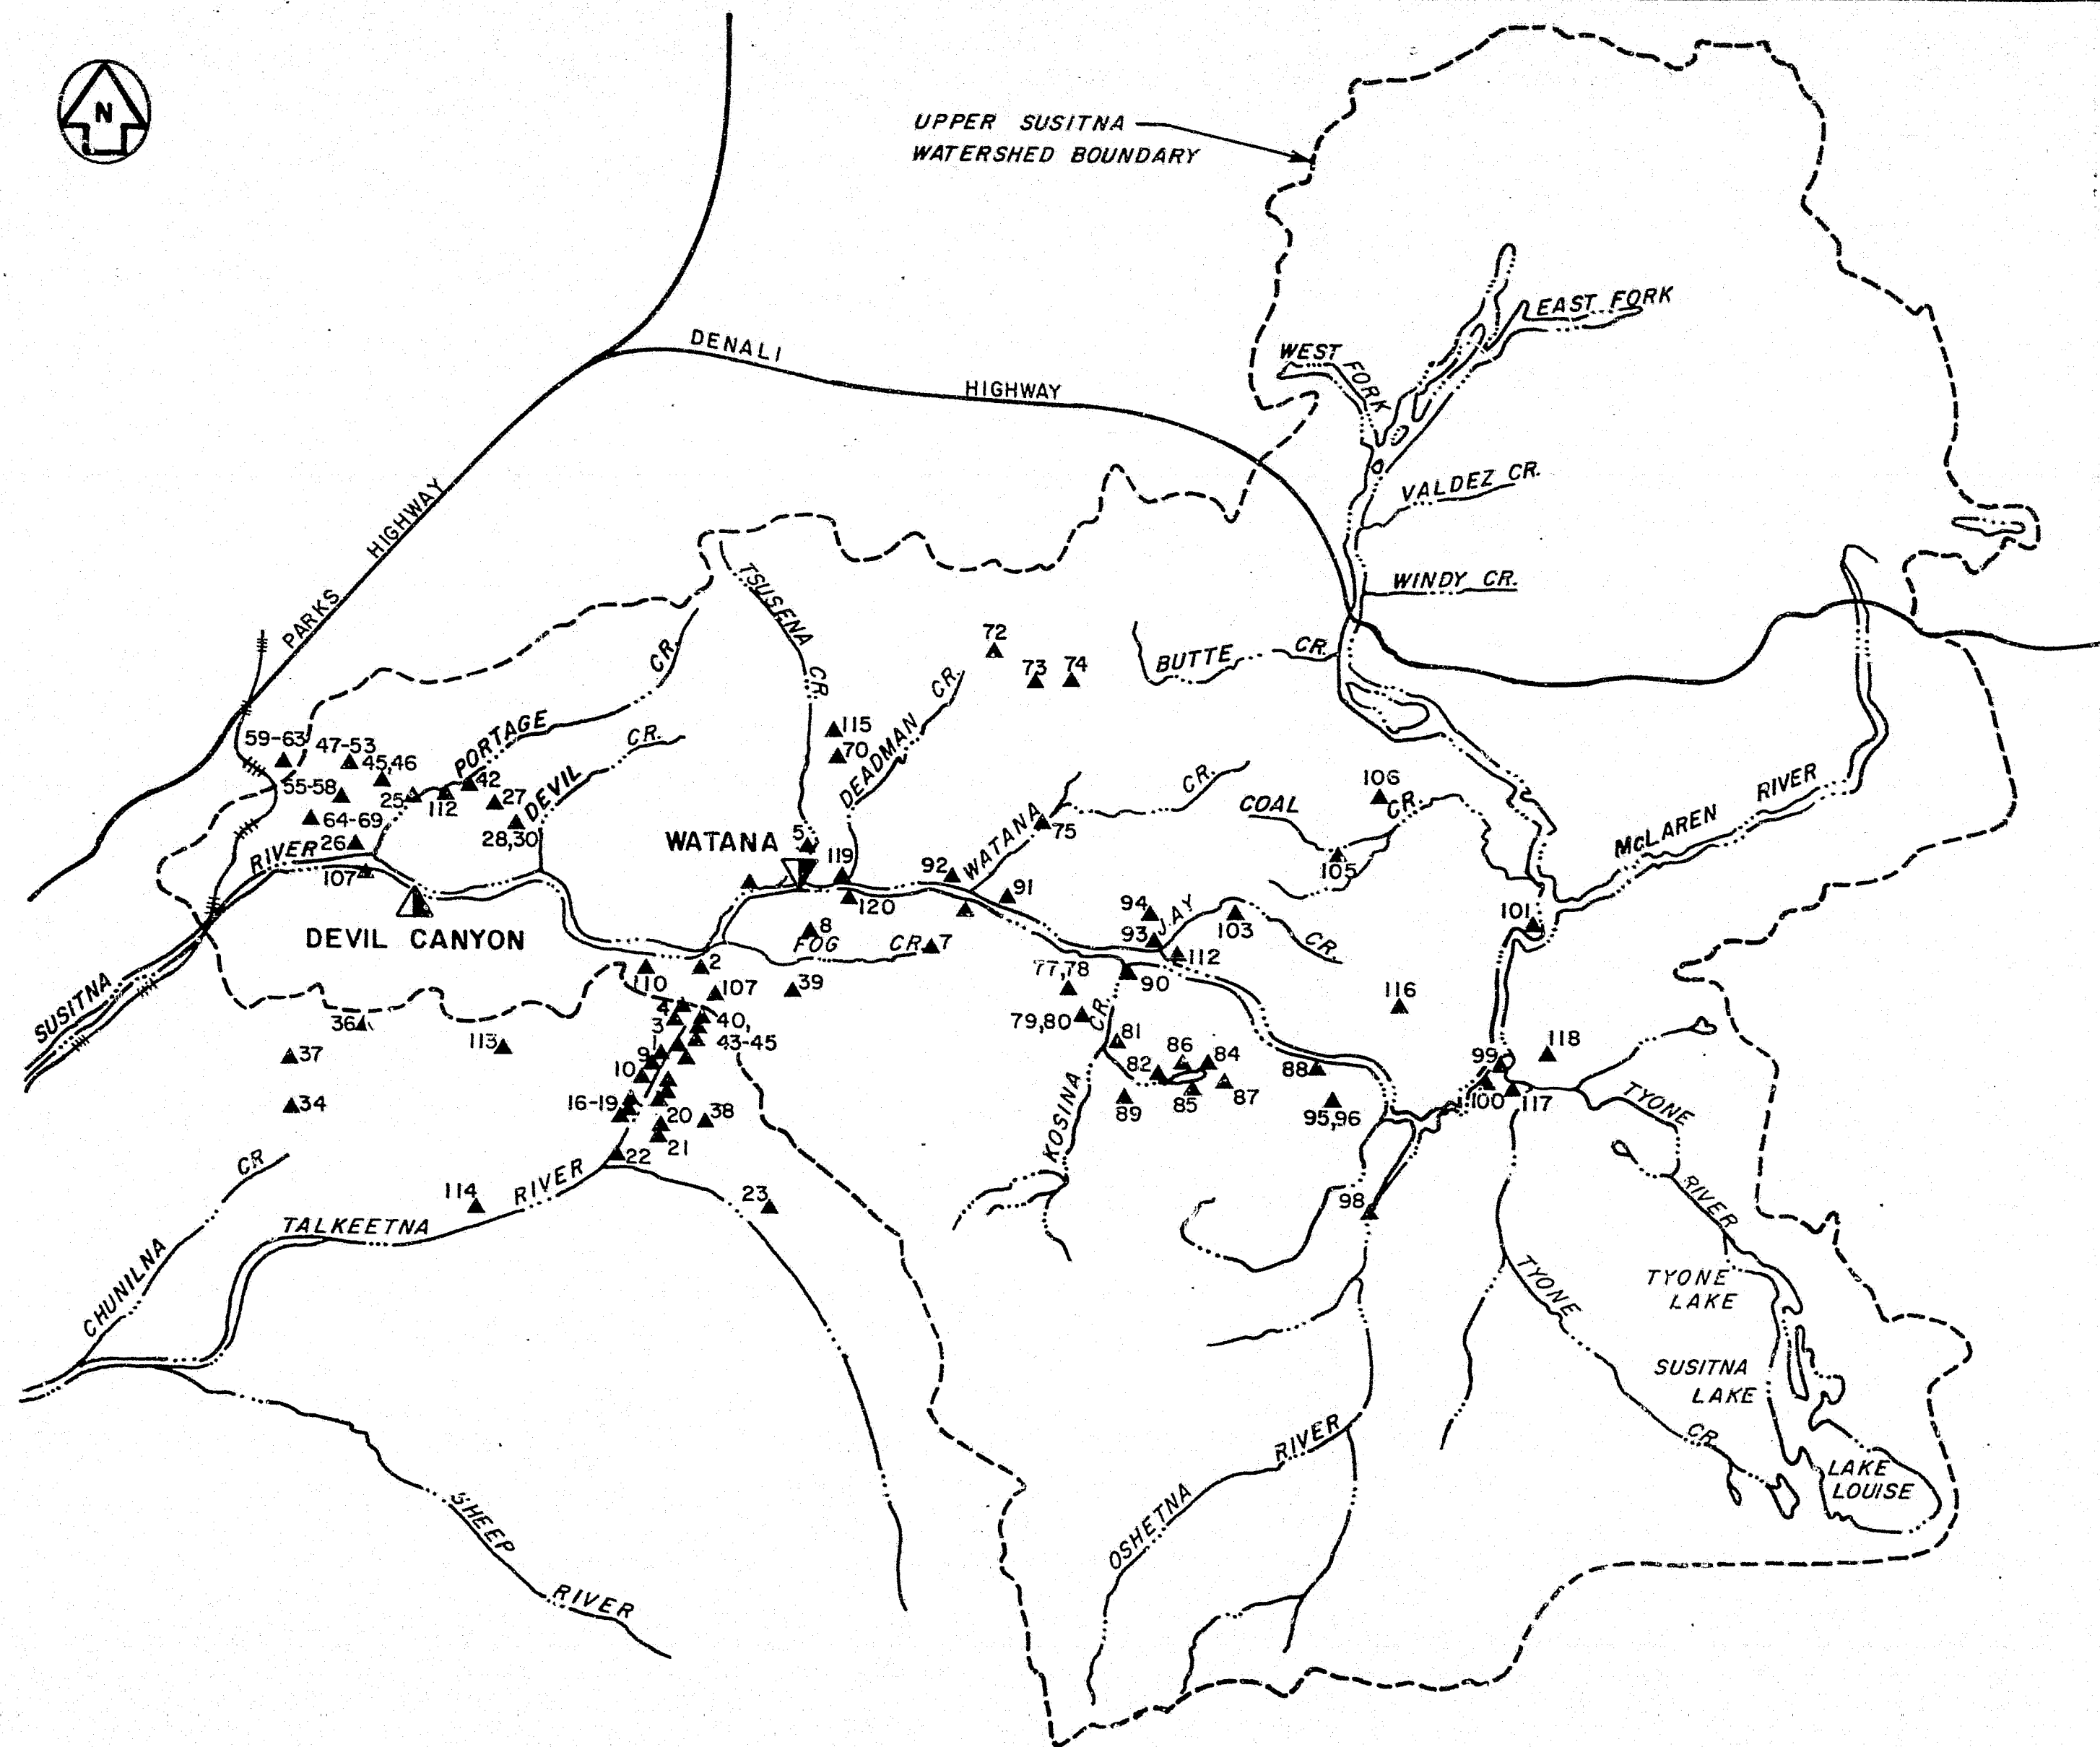 N
UPPER SUSITNA
WATERSHED BOUNDARY
EAST FORK
WEST FORK
DENALI HIGHWAY
VALDEZ CR.
PARKS HIGHWAY
WINDY CR.
TSUSENA CR.
BUTTE CR.
72
73
74
PORTAGE CR.
DEADMAN CR.
DEVIL CR.
115
70
59-63
47-53
45,46
55-58
25
112
42
27
64-69
26
28,30
RIVER
107
WATANA
5
119
120
92
WATANA CR.
75
91
COAL CR.
106
105
McLAREN RIVER
DEVIL CANYON
8
FOG CR.
7
94
93
JAY CR.
103
112
101
SUSITNA
110
2
107
39
77,78
90
116
36
113
4
3
40,
43-45
79,80
CR.
81
86
84
82
85
87
88
99
118
37
1
9
10
89
95,96
100
117
TYONE
34
16-19
20
38
21
22
KOSINA
CR
114
RIVER
23
98
RIVER
TALKEETNA
CHUNILNA
TYONE
TYONE
LAKE
SUSITNA
LAKE
CR.
RIVER
LAKE
LOUISE
OSHETNA
SHEEP
RIVER